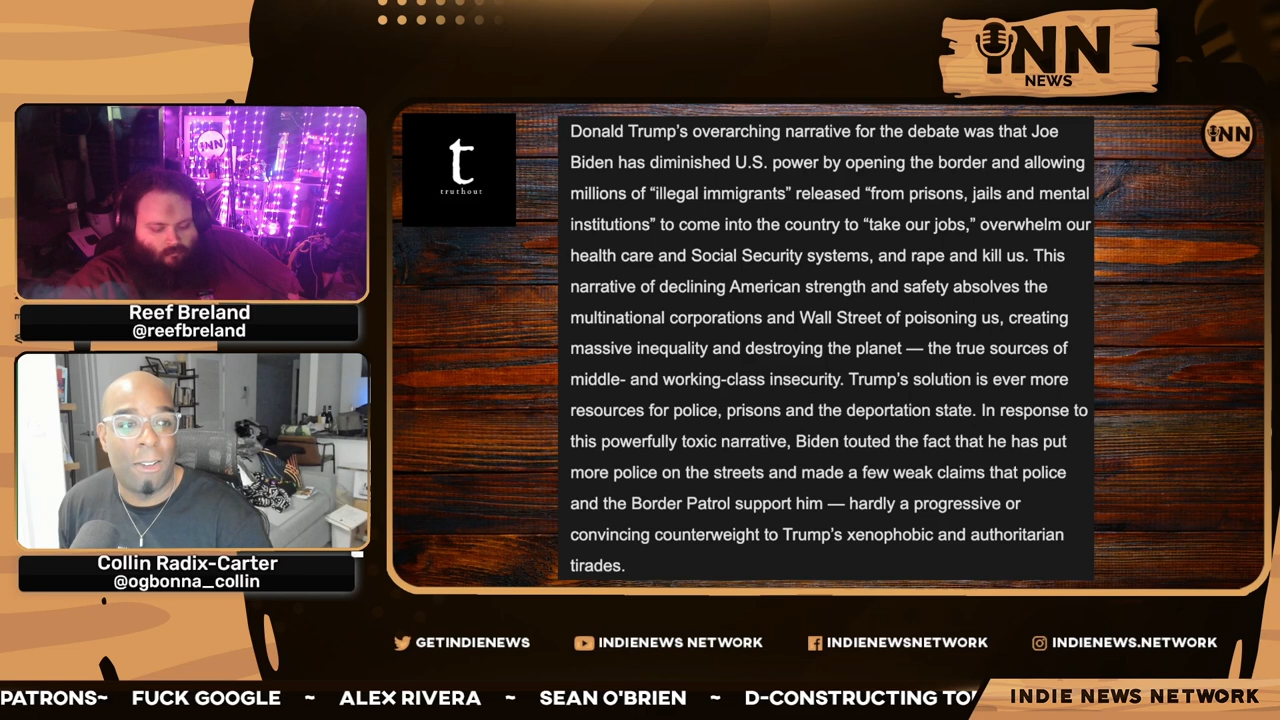 INN
NEWS
INN
INN
t
truthout
Donald Trump’s overarching narrative for the debate was that Joe
Biden has diminished U.S. power by opening the border and allowing
millions of “illegal immigrants” released “from prisons, jails and mental
institutions” to come into the country to “take our jobs,” overwhelm our
health care and Social Security systems, and rape and kill us. This
narrative of declining American strength and safety absolves the
multinational corporations and Wall Street of poisoning us, creating
massive inequality and destroying the planet — the true sources of
middle- and working-class insecurity. Trump’s solution is ever more
resources for police, prisons and the deportation state. In response to
this powerfully toxic narrative, Biden touted the fact that he has put
more police on the streets and made a few weak claims that police
and the Border Patrol support him — hardly a progressive or
convincing counterweight to Trump’s xenophobic and authoritarian
tirades.
Reef Breland
@reefbreland
Collin Radix-Carter
@ogbonna_collin
GETINDIENEWS
INDIENEWS NETWORK
INDIENEWSNETWORK
INDIENEWS.NETWORK
PATRONS~ FUCK GOOGLE ~ ALEX RIVERA ~ SEAN O'BRIEN ~ D-CONSTRUCTING
INDIE NEWS NETWORK